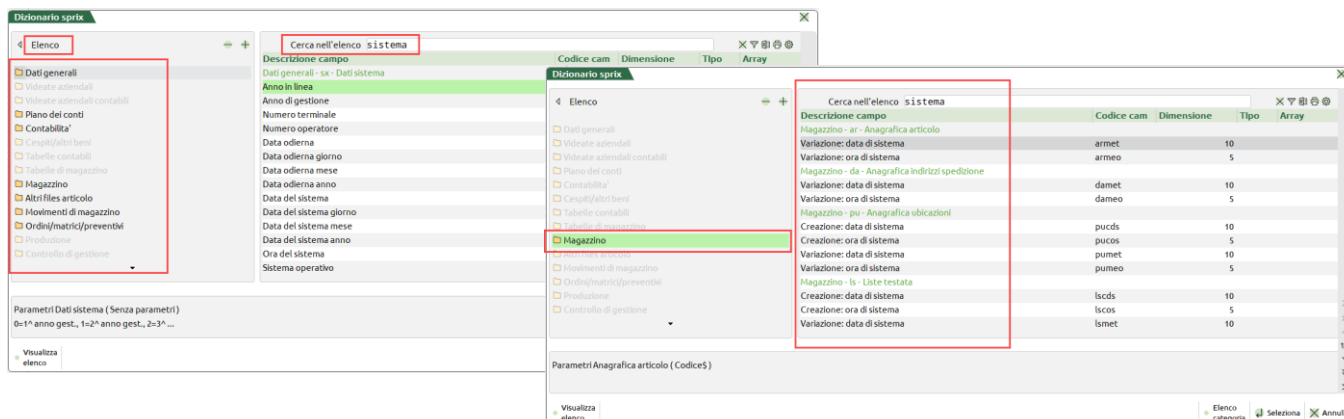 Dizionario sprix
Elenco
Cerca nell'elenco sistema
Descrizione campo Codice cam Dimensione Tipo Array
Dati generali
Videate aziendali
Videate aziendali contabili
Piano dei conti
Contabilita'
Cespiti/altri beni
Tabelle contabili
Tabelle di magazzino
Magazzino
Altri files articolo
Movimenti di magazzino
Ordini/matrici/preventivi
Produzione
Controllo di gestione
Dati generali - sx - Dati sistema
Anno in linea
Anno di gestione
Numero terminale
Numero operatore
Data odierna
Data odierna giorno
Data odierna mese
Data odierna anno
Data del sistema
Data del sistema giorno
Data del sistema mese
Data del sistema anno
Ora del sistema
Sistema operativo
Parametri Dati sistema ( Senza parametri )
0=1^ anno gest., 1=2^ anno gest., 2=3^ ...
Visualizza
elenco
Dizionario sprix
Elenco
Cerca nell'elenco sistema
Descrizione campo Codice cam Dimensione Tipo Array
Dati generali
Videate aziendali
Videate aziendali contabili
Piano dei conti
Contabilita'
Cespiti/altri beni
Tabelle contabili
Tabelle di magazzino
Magazzino
Altri files articolo
Movimenti di magazzino
Ordini/matrici/preventivi
Produzione
Controllo di gestione
Magazzino - ar - Anagrafica articolo
Variazione: data di sistema armet 10
Variazione: ora di sistema armeo 5
Magazzino - da - Anagrafica indirizzi spedizione
Variazione: data di sistema damet 10
Variazione: ora di sistema dameo 5
Magazzino - pu - Anagrafica ubicazioni
Creazione: data di sistema pucds 10
Creazione: ora di sistema pucos 5
Variazione: data di sistema pumet 10
Variazione: ora di sistema pumeo 5
Magazzino - ls - Liste testata
Creazione: data di sistema lscds 10
Creazione: ora di sistema lscos 5
Variazione: data di sistema lsmet 10
Parametri Anagrafica articolo ( Codice$ )
Visualizza
elenco
Elenco
categoria
Seleziona
Annul